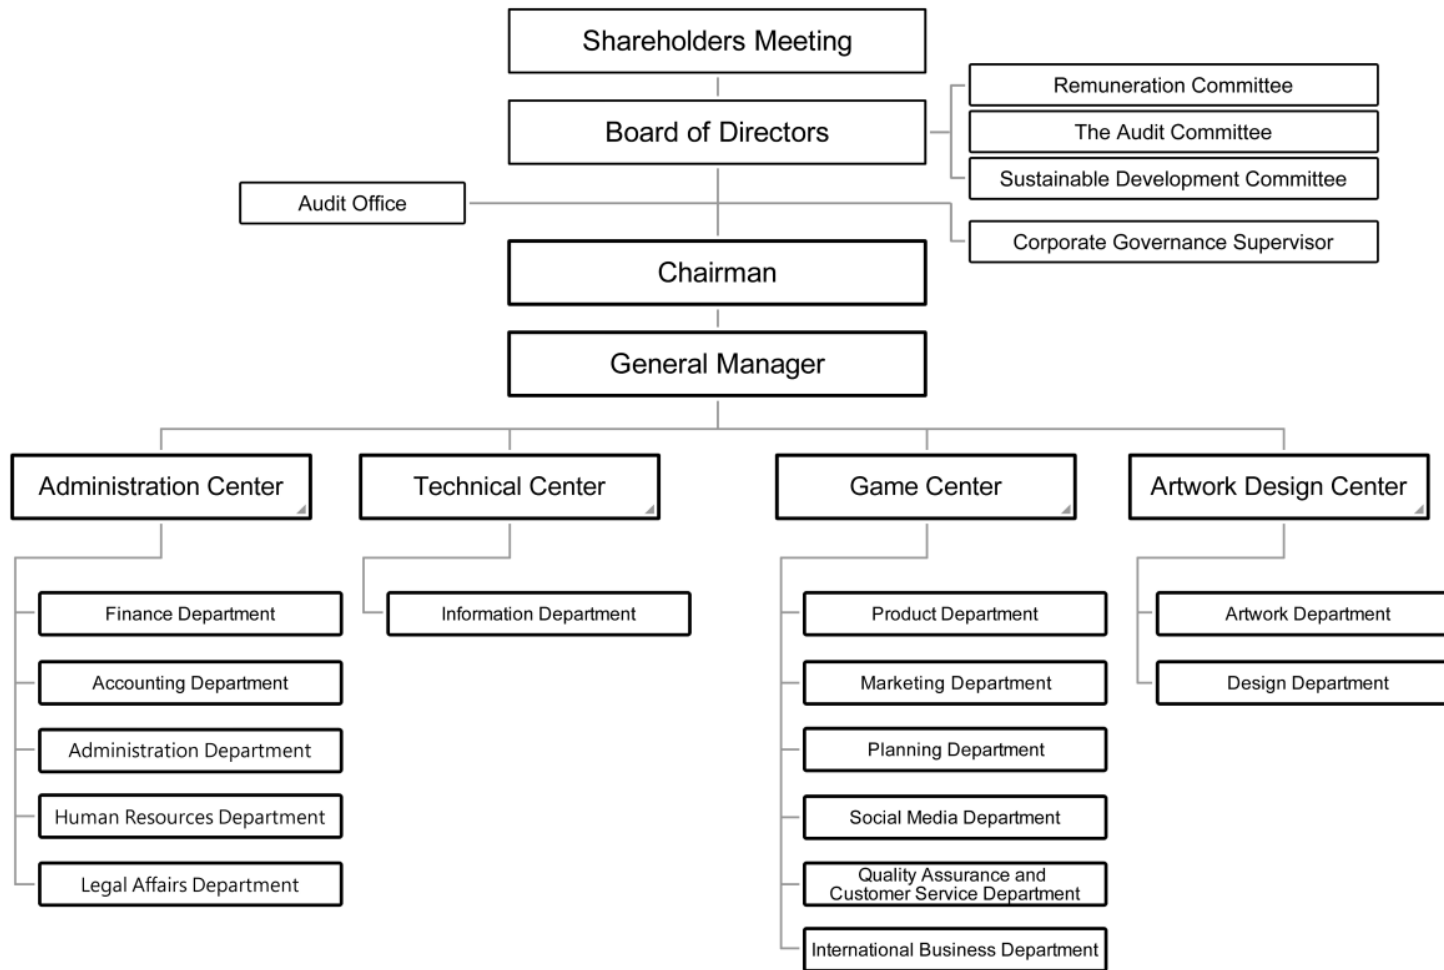 Shareholders Meeting
Board of Directors
Remuneration Committee
The Audit Committee
Sustainable Development Committee
Audit Office
Corporate Governance Supervisor
Chairman
General Manager
Administration Center
Technical Center
Game Center
Artwork Design Center
Finance Department
Accounting Department
Administration Department
Human Resources Department
Legal Affairs Department
Information Department
Product Department
Marketing Department
Planning Department
Social Media Department
Quality Assurance and
Customer Service Department
International Business Department
Artwork Department
Design Department